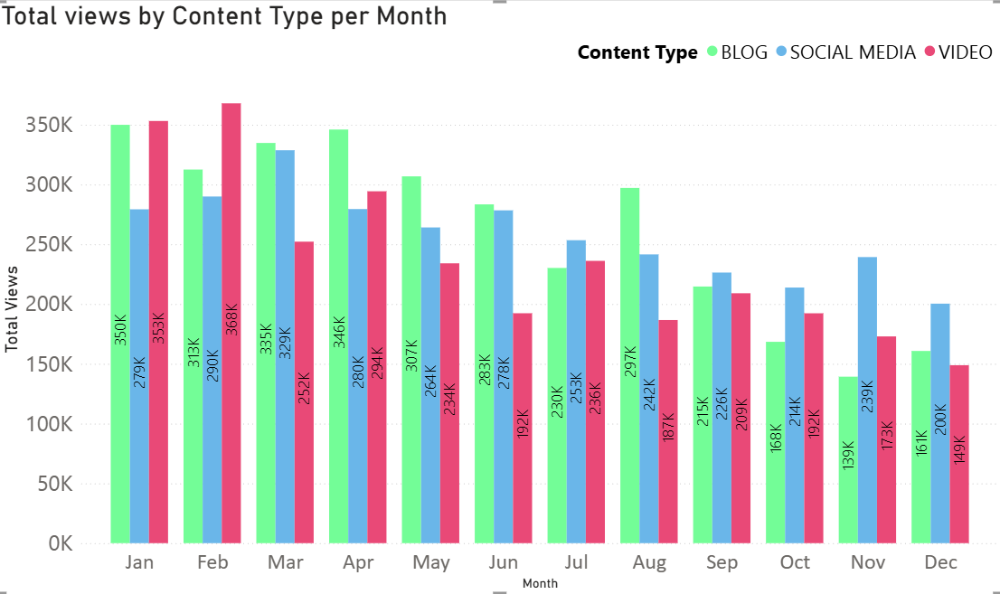 Total views by Content Type per Month
Content Type BLOG SOCIAL MEDIA VIDEO
Total Views
350K
300K
250K
200K
150K
100K
50K
0K
350K 279K 353K
313K 290K 368K
335K 329K 252K
346K 280K 294K
307K 264K 234K
283K 278K 192K
230K 253K 236K
297K 242K 187K
215K 226K 209K
168K 214K 192K
139K 239K 173K
161K 200K 149K
Jan Feb Mar Apr May Jun Jul Aug Sep Oct Nov Dec
Month